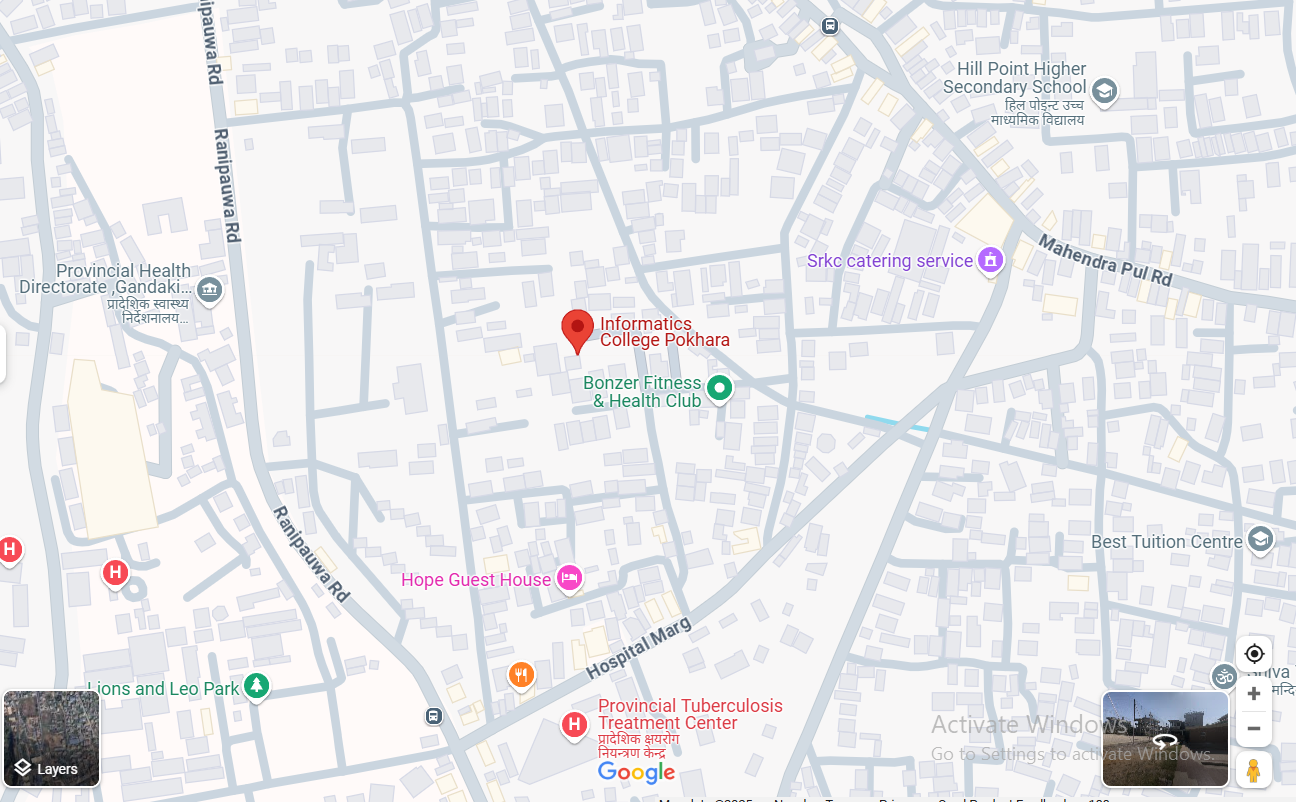 Ranipauwa Rd
Hill Point Higher
Secondary School
हिल पोइन्ट उच्च
माध्यमिक विद्यालय
Ranipauwa Rd
Mahendra Pul Rd
Srkc catering service
Provincial Health
Directorate ,Gandaki...
प्रादेशिक स्वास्थ्य
निर्देशनालय...
Informatics
College Pokhara
Bonzer Fitness
& Health Club
Ranipauwa Rd
H
H
Best Tuition Centre
Hope Guest House
Hospital Marg
Lions and Leo Park
Provincial Tuberculosis
Treatment Center
प्रादेशिक क्षयरोग
नियन्त्रण केन्द्र
H
Shiva
Layers
Google
Activate Windows
Go to Settings to activate Windows.